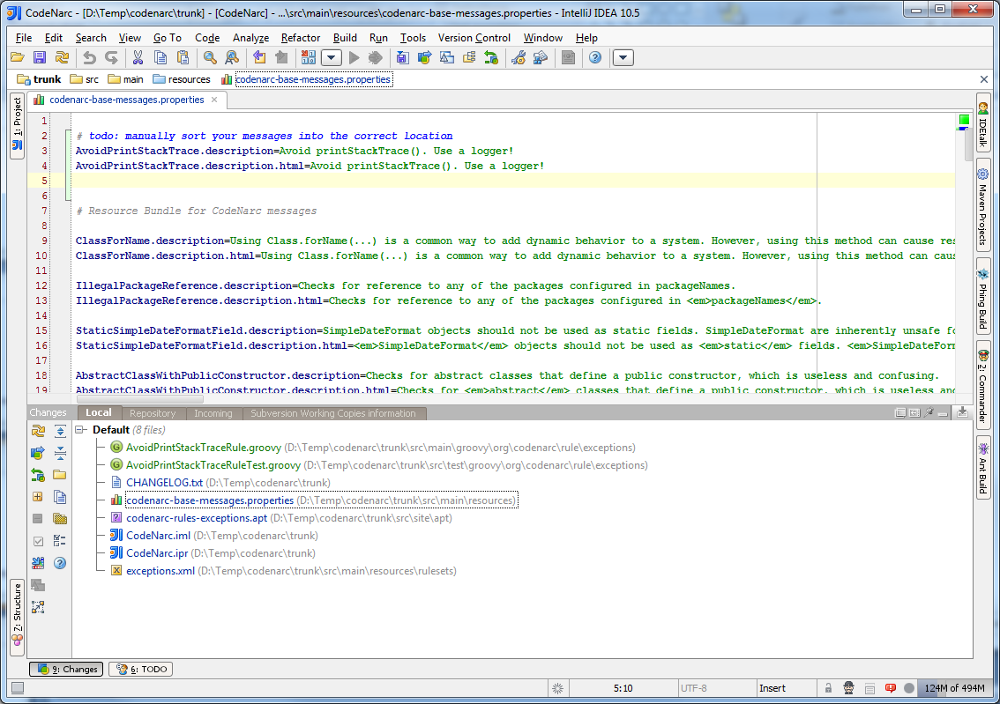 CodeNarc - [D:\Temp\codenarc\trunk] - [CodeNarc] - ...\src\main\resources\codenarc-base-messages.properties - IntelliJ IDEA 10.5
File Edit Search View Go To Code Analyze Refactor Build Run Tools Version Control Window Help
trunk src main resources codenarc-base-messages.properties
codenarc-base-messages.properties
1: Project
1
2 # todo: manually sort your messages into the correct location
3 AvoidPrintStackTrace.description=Avoid printStackTrace(). Use a logger!
4 AvoidPrintStackTrace.description.html=Avoid printStackTrace(). Use a logger!
5
6
7 # Resource Bundle for CodeNarc messages
8
9 ClassForName.description=Using Class.forName(...) is a common way to add dynamic behavior to a system. However, using this method can cause res
10 ClassForName.description.html=Using Class.forName(...) is a common way to add dynamic behavior to a system. However, using this method can cau
11
12 IllegalPackageReference.description=Checks for reference to any of the packages configured in packageNames.
13 IllegalPackageReference.description.html=Checks for reference to any of the packages configured in <em>packageNames</em>.
14
15 StaticSimpleDateFormatField.description=SimpleDateFormat objects should not be used as static fields. SimpleDateFormat are inherently unsafe fo
16 StaticSimpleDateFormatField.description.html=<em>SimpleDateFormat</em> objects should not be used as <em>static</em> fields. <em>SimpleDateForm
17
18 AbstractClassWithPublicConstructor.description=Checks for abstract classes that define a public constructor, which is useless and confusing.
19 AbstractClassWithPublicConstructor.description.html=Checks for <em>abstract</em> classes that define a public constructor, which is useless and
IDEtalk
Maven Projects
Phing Build
2: Commander
Ant Build
Changes Local Repository Incoming Subversion Working Copies information
Default (8 files)
AvoidPrintStackTraceRule.groovy (D:\Temp\codenarc\trunk\src\main\groovy\org\codenarc\rule\exceptions)
AvoidPrintStackTraceRuleTest.groovy (D:\Temp\codenarc\trunk\src\test\groovy\org\codenarc\rule\exceptions)
CHANGELOG.txt (D:\Temp\codenarc\trunk)
codenarc-base-messages.properties (D:\Temp\codenarc\trunk\src\main\resources)
codenarc-rules-exceptions.apt (D:\Temp\codenarc\trunk\src\site\apt)
CodeNarc.iml (D:\Temp\codenarc\trunk)
CodeNarc.ipr (D:\Temp\codenarc\trunk)
exceptions.xml (D:\Temp\codenarc\trunk\src\main\resources\rulesets)
7: Structure
9: Changes 6: TODO
5:10 UTF-8 Insert 124M of 494M